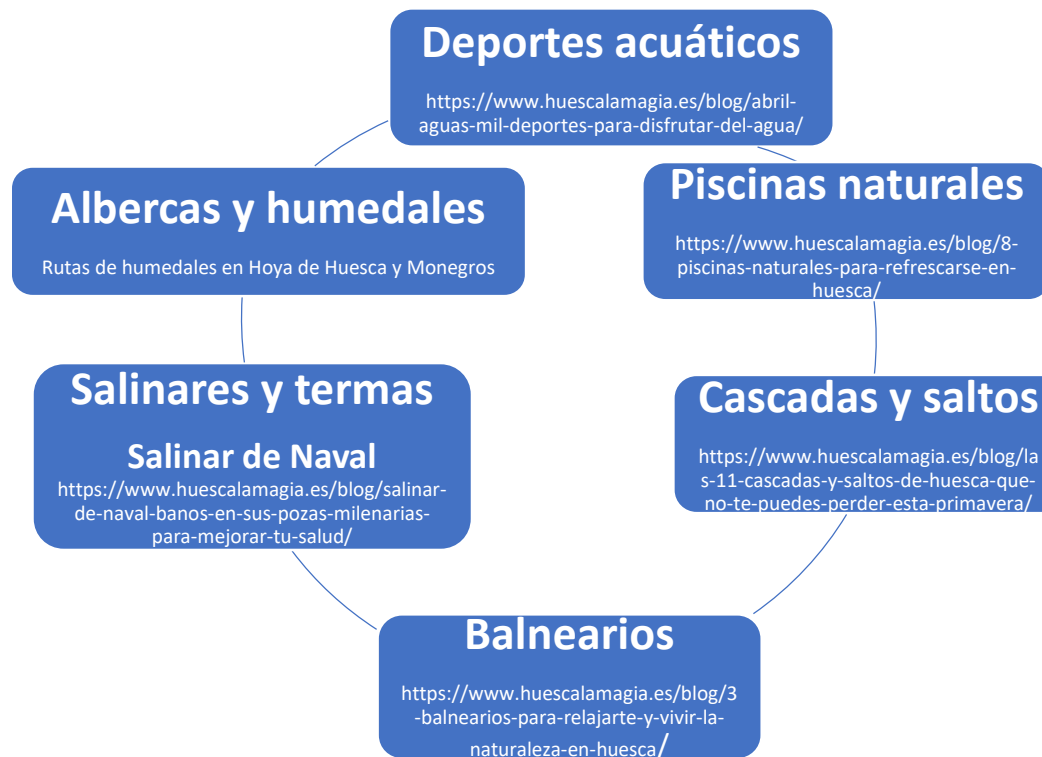 Deportes acuáticos
https://www.huescalamagia.es/blog/abril-
aguas-mil-deportes-para-disfrutar-del-agua/
Piscinas naturales
https://www.huescalamagia.es/blog/8-
piscinas-naturales-para-refrescarse-en-
huesca/
Cascadas y saltos
https://www.huescalamagia.es/blog/la
s-11-cascadas-y-saltos-de-huesca-que-
no-te-puedes-perder-esta-primavera/
Balnearios
https://www.huescalamagia.es/blog/3
-balnearios-para-relajarte-y-vivir-la-
naturaleza-en-huesca/
Salinares y termas
Salinar de Naval
https://www.huescalamagia.es/blog/salinar-
de-naval-banos-en-sus-pozas-milenarias-
para-mejorar-tu-salud/
Albercas y humedales
Rutas de humedales en Hoya de Huesca y Monegros